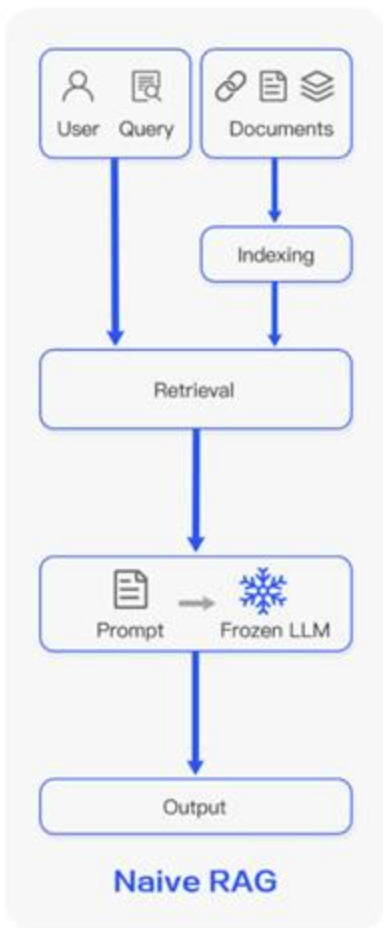 User Query
Documents
Indexing
Retrieval
Prompt Frozen LLM
Output
Naive RAG